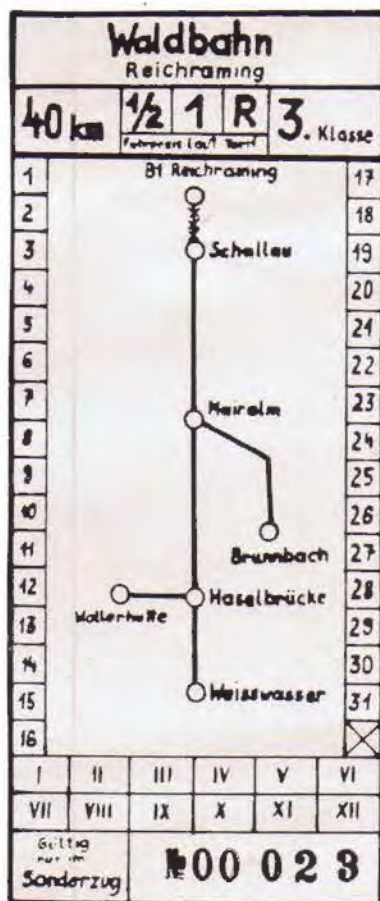 Waldbahn
Reichraming
40 km 1/2 1 R 3. Klasse
Fahrpreis laut Tarif
1 Bf Reichraming 17
2 18
3 Schallau 19
4 20
5 21
6 22
7 Mairalm 23
8 24
9 25
10 26
11 Brunnbach 27
12 Haselbrücke 28
13 29
14 30
15 Weisswasser 31
16
I II III IV V VI
VII VIII IX X XI XII
Gültig
nur im
Sonderzug
№ 00 023